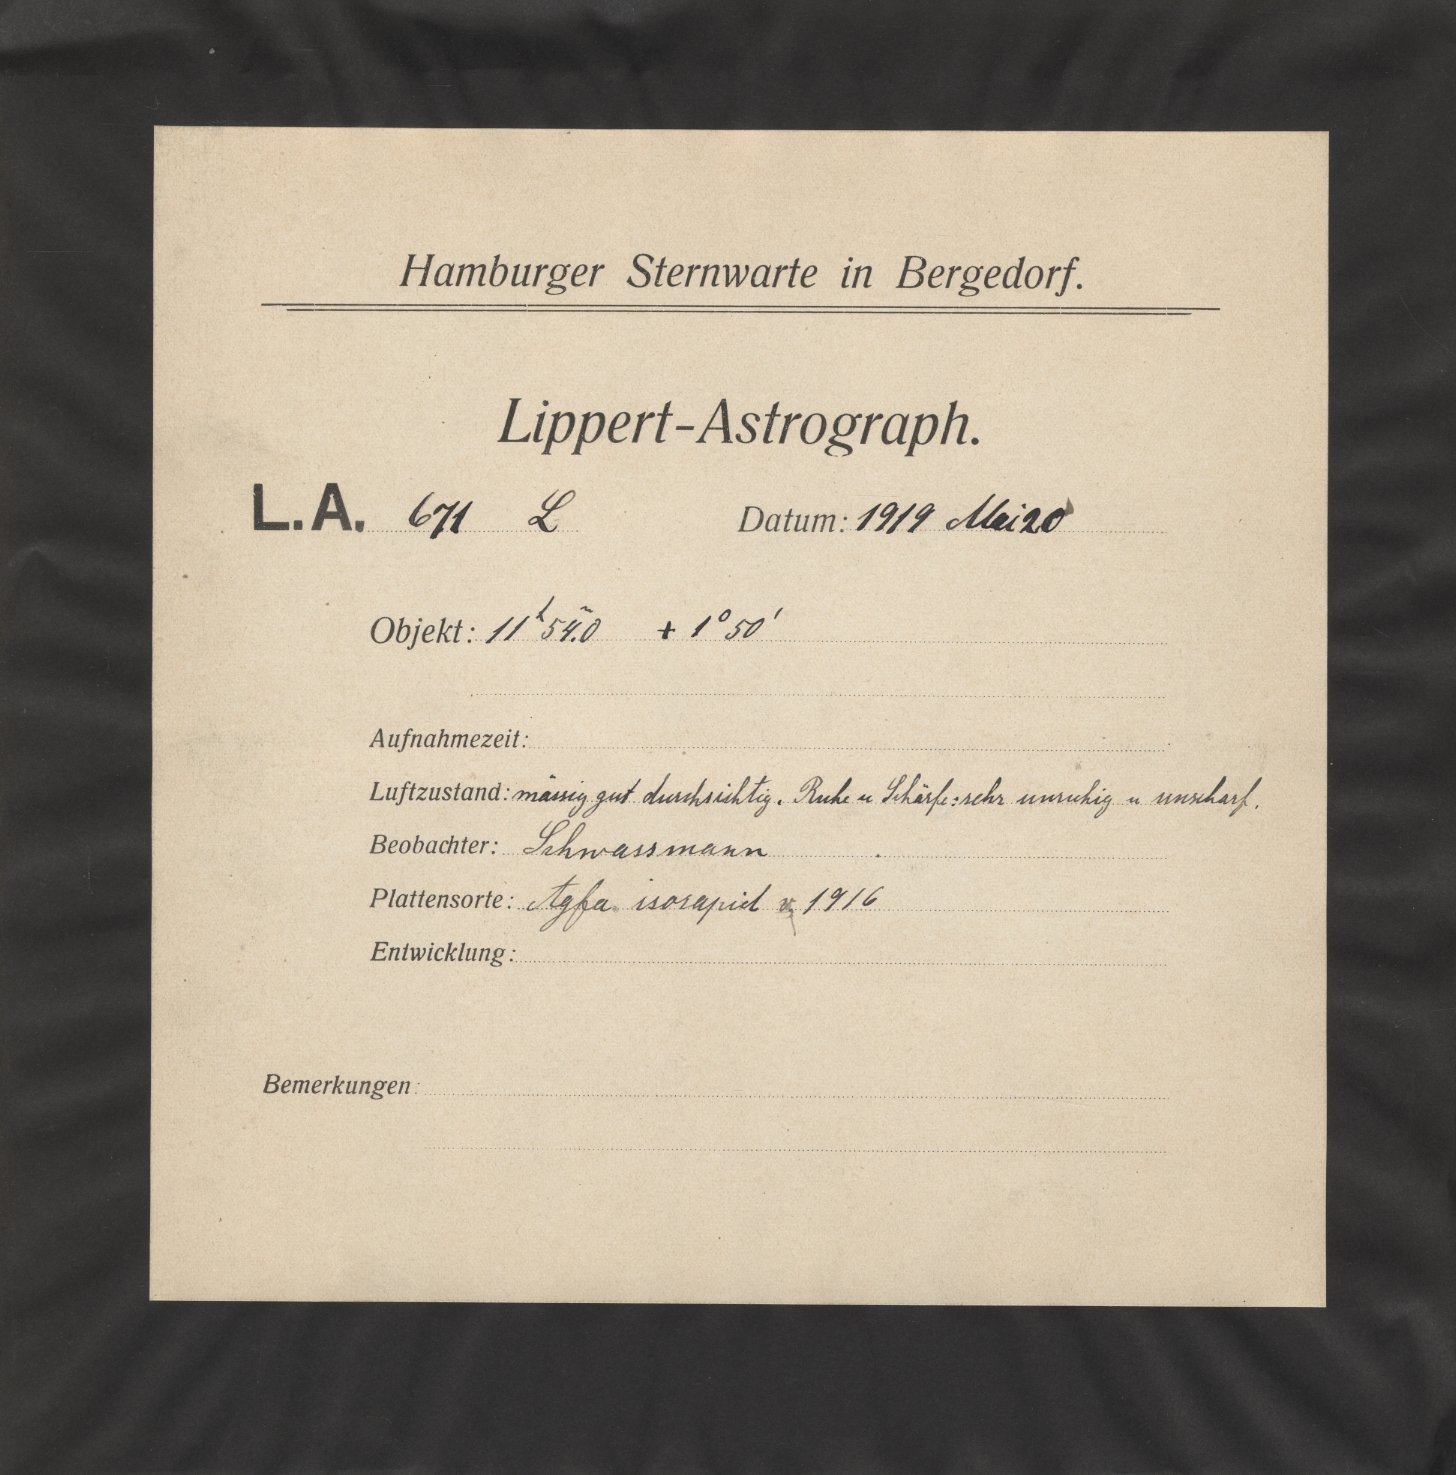 Hamburger Sternwarte in Bergedorf.
Lippert-Astrograph.
L.A. 671 L Datum: 1919 Mai 20
Objekt: 11ʰ 54ᵐ.0 + 1° 50'
Aufnahmezeit:
Luftzustand: mässig gut durchsichtig. Ruhe u Schärfe: sehr unruhig u unscharf.
Beobachter: Schwassmann
Plattensorte: Agfa isorapid v. 1916
Entwicklung:
Bemerkungen: